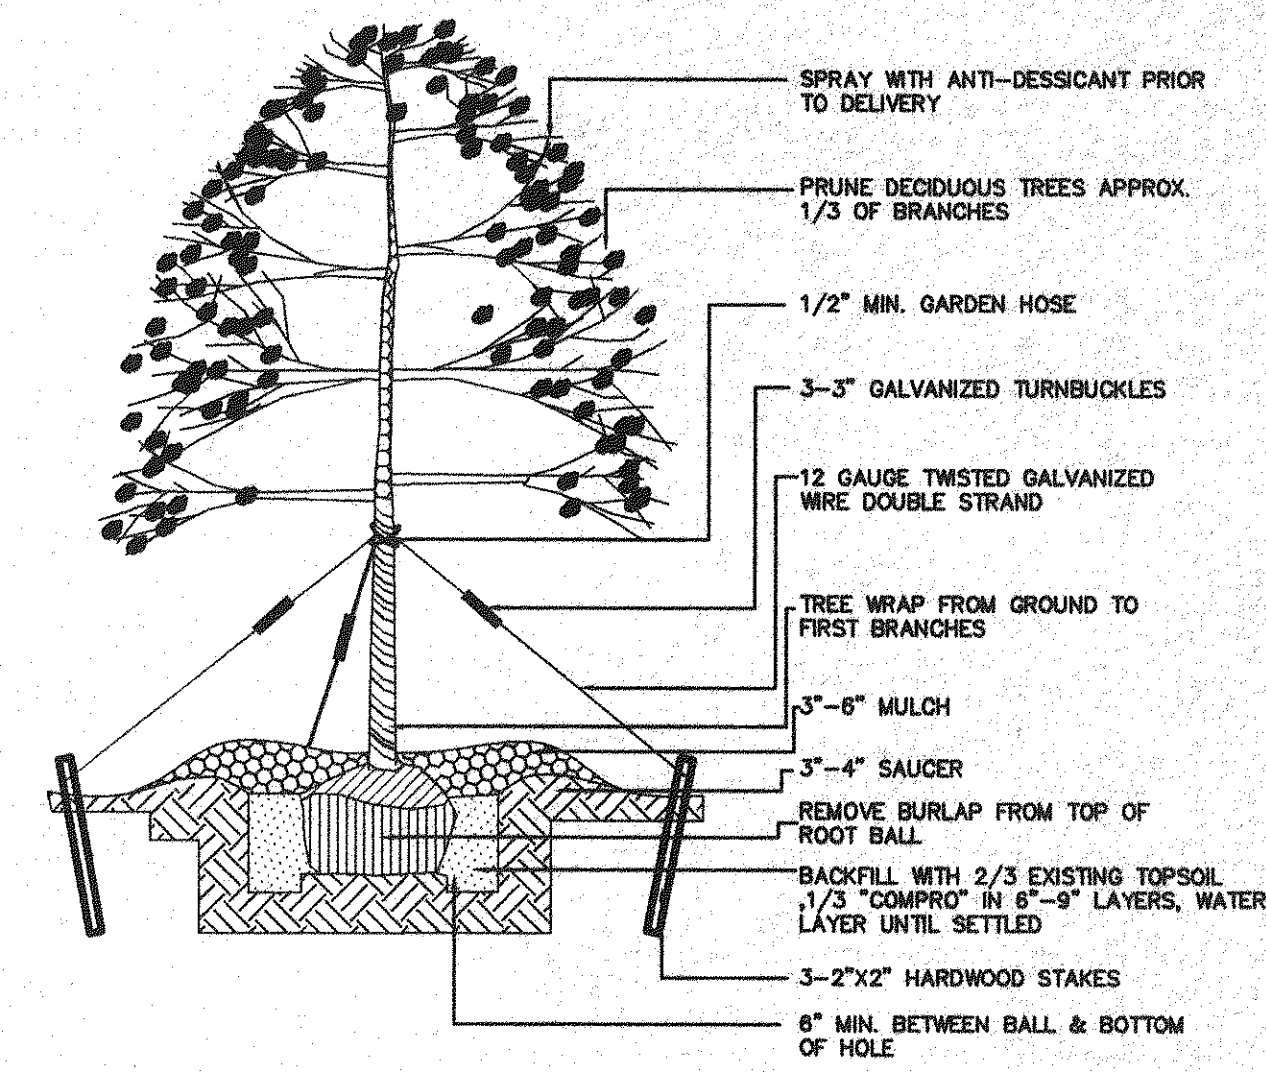 SPRAY WITH ANTI-DESSICANT PRIOR
TO DELIVERY
PRUNE DECIDUOUS TREES APPROX.
1/3 OF BRANCHES
1/2" MIN. GARDEN HOSE
3-3" GALVANIZED TURNBUCKLES
12 GAUGE TWISTED GALVANIZED
WIRE DOUBLE STRAND
TREE WRAP FROM GROUND TO
FIRST BRANCHES
3"-6" MULCH
3"-4" SAUCER
REMOVE BURLAP FROM TOP OF
ROOT BALL
BACKFILL WITH 2/3 EXISTING TOPSOIL
,1/3 "COMPRO" IN 6"-9" LAYERS, WATER
LAYER UNTIL SETTLED
3-2"X2" HARDWOOD STAKES
6" MIN. BETWEEN BALL & BOTTOM
OF HOLE